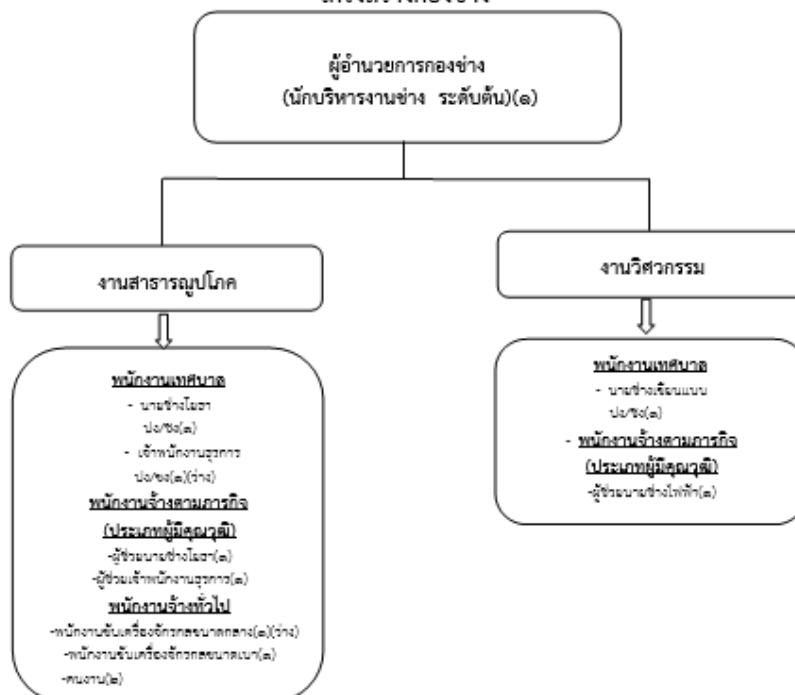 ผู้อำนวยการกองช่าง
(นักบริหารงานช่าง ระดับต้น)(๑)
งานสาธารณูปโภค
งานวิศวกรรม
พนักงานเทศบาล
- นายช่างโยธา
ปง/ชง(๑)
- เจ้าพนักงานธุรการ
ปง/ชง(๑)(ว่าง)
พนักงานจ้างตามภารกิจ
(ประเภทผู้มีคุณวุฒิ)
-ผู้ช่วยนายช่างโยธา(๑)
-ผู้ช่วยเจ้าพนักงานธุรการ(๑)
พนักงานจ้างทั่วไป
-พนักงานขับเครื่องจักรกลขนาดกลาง(๑)(ว่าง)
-พนักงานขับเครื่องจักรกลขนาดเบา(๑)
-คนงาน(๒)
พนักงานเทศบาล
- นายช่างเขียนแบบ
ปง/ชง(๑)
- พนักงานจ้างตามภารกิจ
(ประเภทผู้มีคุณวุฒิ)
-ผู้ช่วยนายช่างไฟฟ้า(๑)